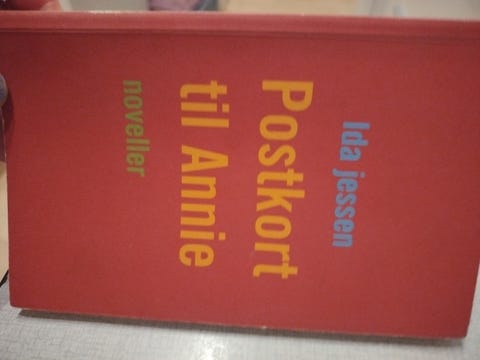 Ida jessen
Postkort
til Annie
noveller